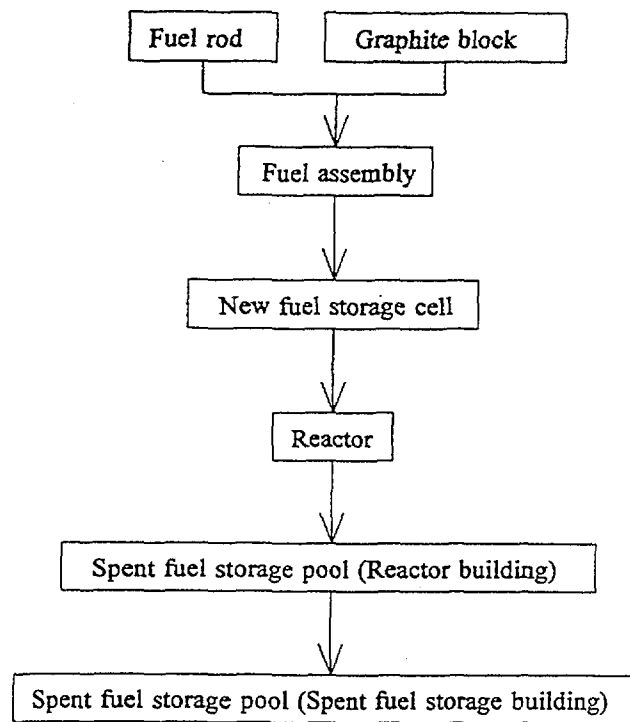 Fuel rod
Graphite block
Fuel assembly
New fuel storage cell
Reactor
Spent fuel storage pool (Reactor building)
Spent fuel storage pool (Spent fuel storage building)